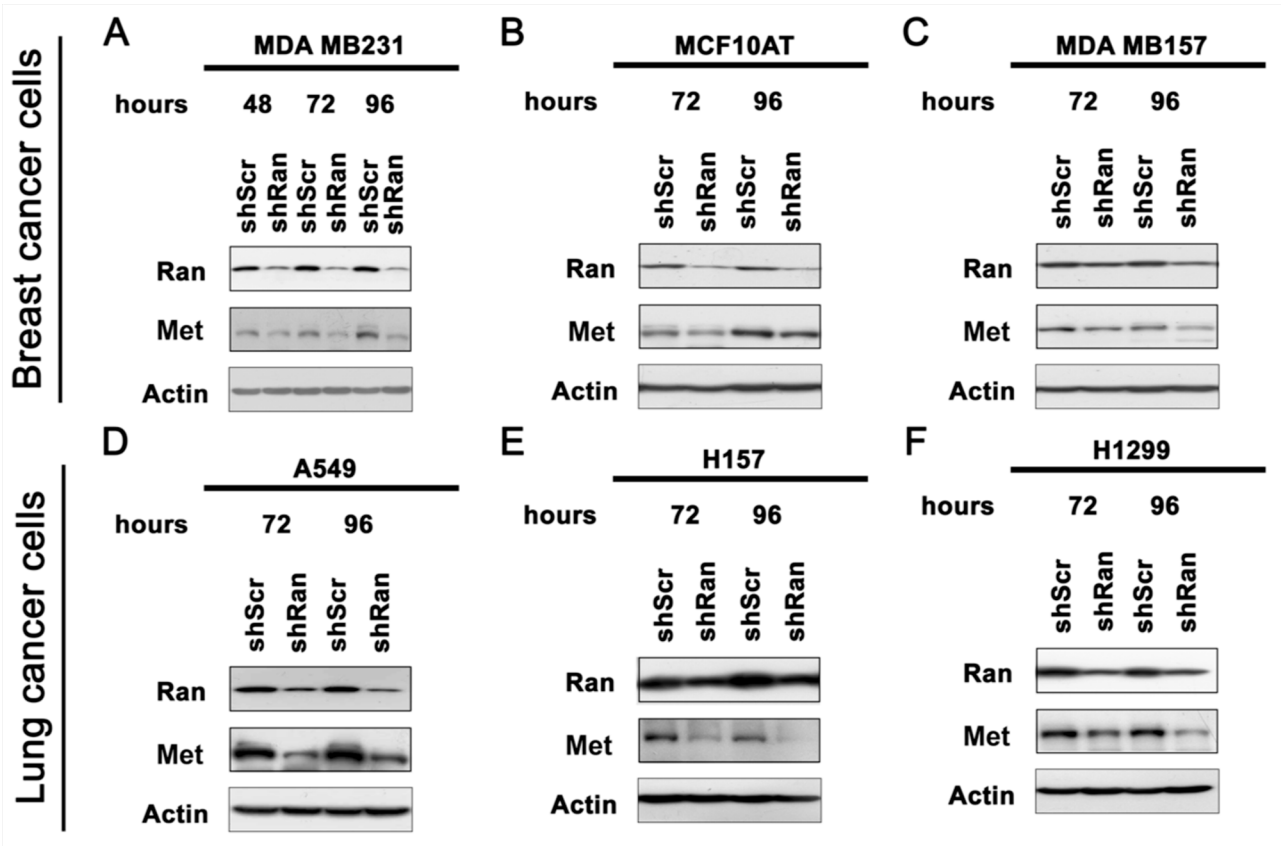 Breast cancer cells
A
MDA MB231
hours 48 72 96
shScr shRan shScr shRan shScr shRan
Ran
Met
Actin
B
MCF10AT
hours 72 96
shScr shRan shScr shRan
Ran
Met
Actin
C
MDA MB157
hours 72 96
shScr shRan shScr shRan
Ran
Met
Actin
Lung cancer cells
D
A549
hours 72 96
shScr shRan shScr shRan
Ran
Met
Actin
E
H157
hours 72 96
shScr shRan shScr shRan
Ran
Met
Actin
F
H1299
hours 72 96
shScr shRan shScr shRan
Ran
Met
Actin